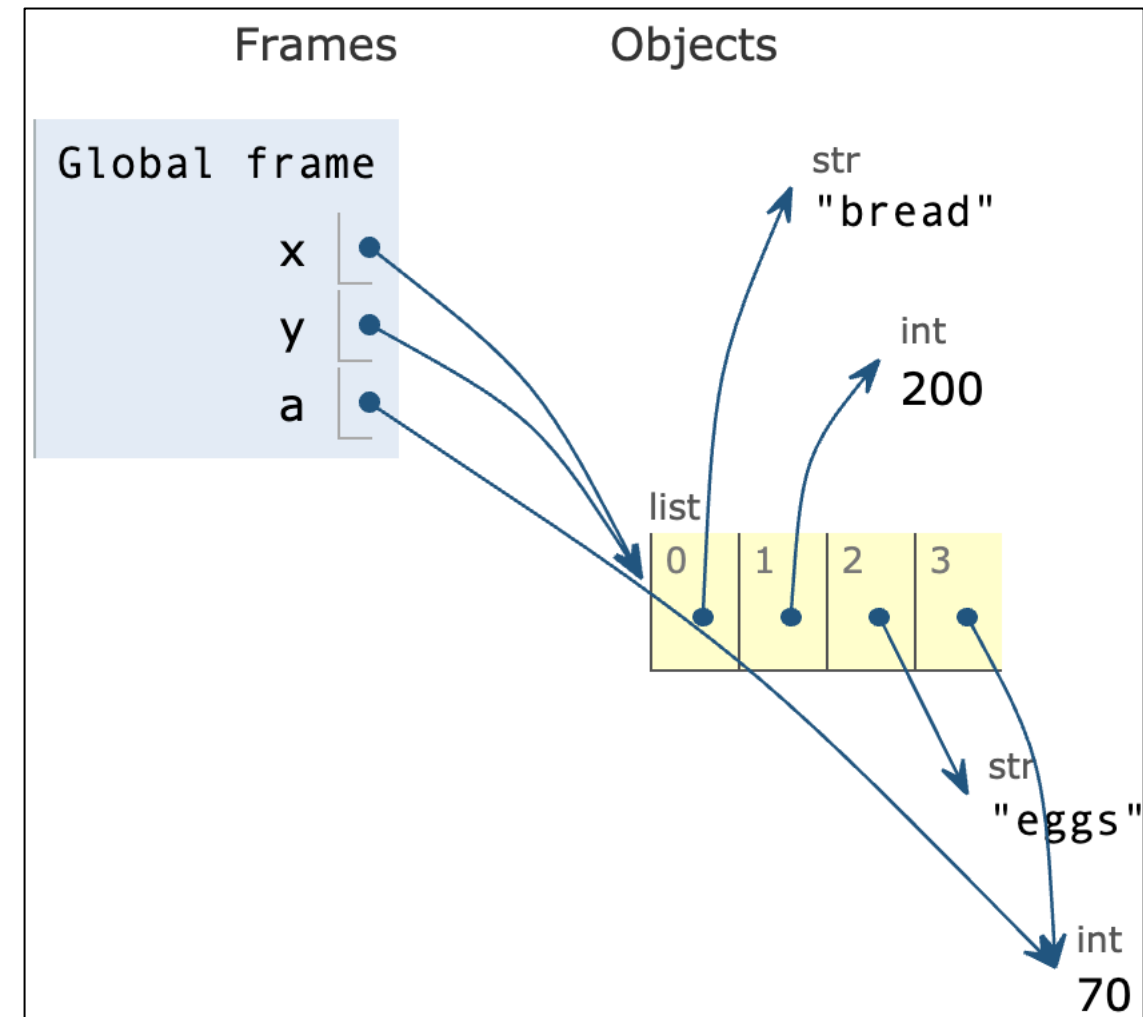 Frames Objects
Global frame
x
y
a
str
"bread"
int
200
list
0 1 2 3
str
"eggs"
int
70